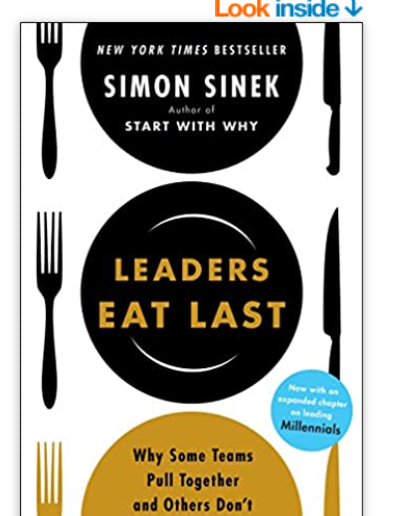 Look inside ↓
NEW YORK TIMES BESTSELLER
SIMON SINEK
Author of
START WITH WHY
LEADERS
EAT LAST
Now with an
expanded chapter
on leading
Millennials
Why Some Teams
Pull Together
and Others Don't